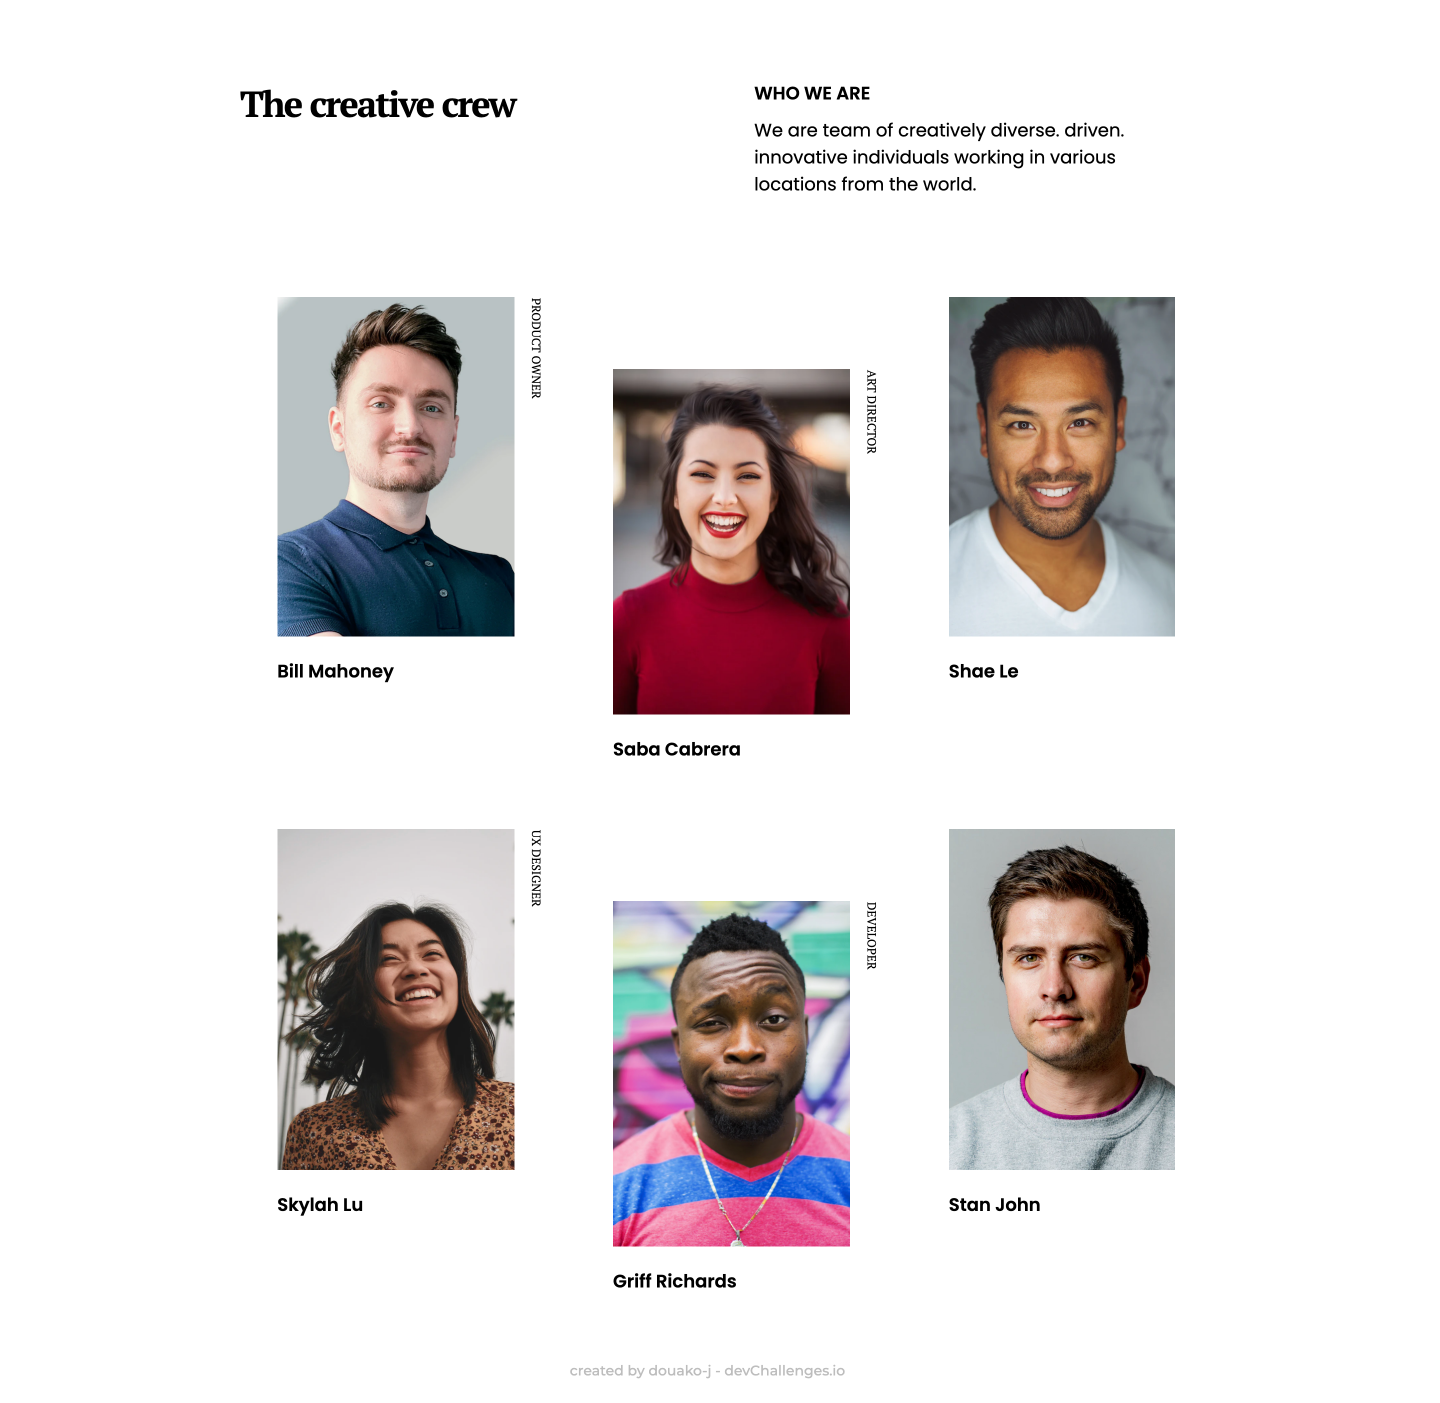 The creative crew
WHO WE ARE
We are team of creatively diverse. driven.
innovative individuals working in various
locations from the world.
PRODUCT OWNER
Bill Mahoney
ART DIRECTOR
Saba Cabrera
Shae Le
UX DESIGNER
Skylah Lu
DEVELOPER
Griff Richards
Stan John
created by douako-j - devChallenges.io